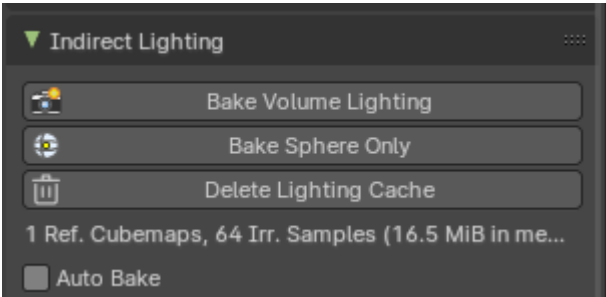 Indirect Lighting
Bake Volume Lighting
Bake Sphere Only
Delete Lighting Cache
1 Ref. Cubemaps, 64 Irr. Samples (16.5 MiB in me...
Auto Bake